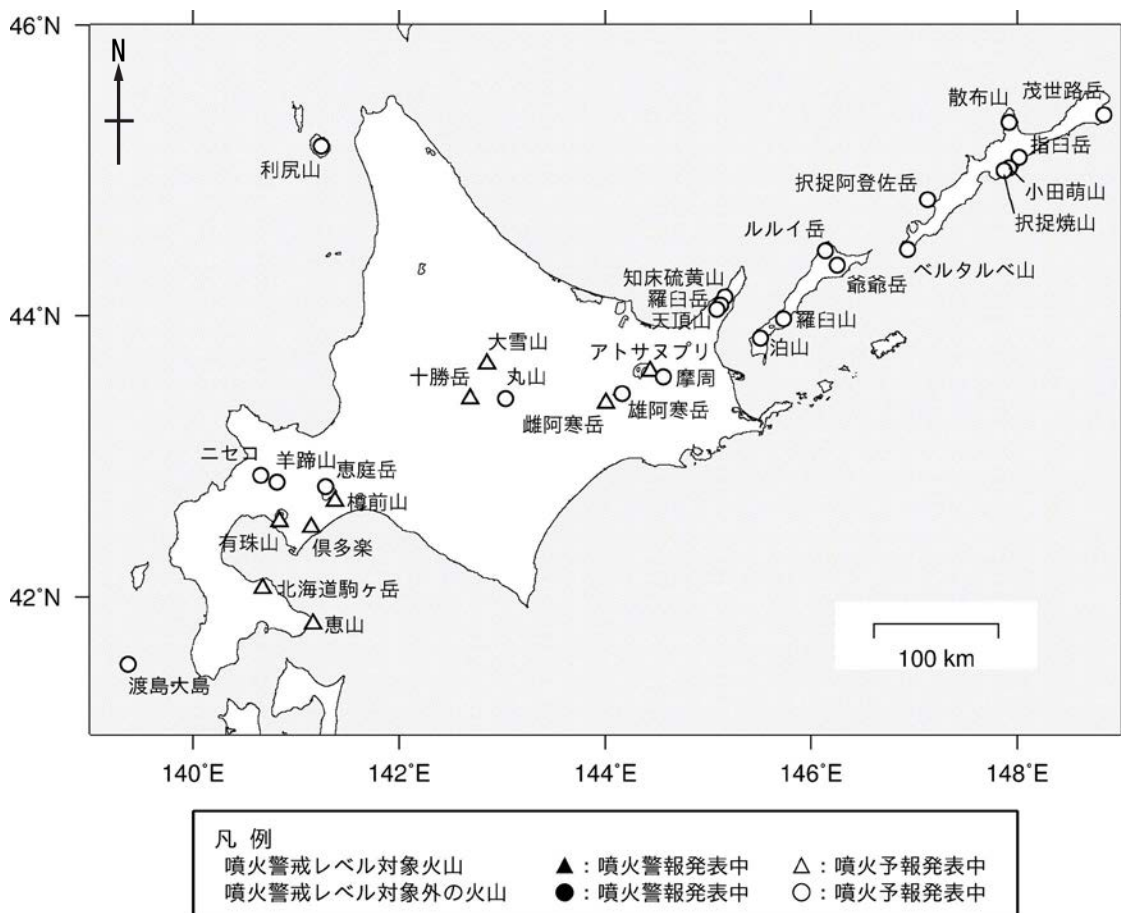 46˚N
N
散布山
茂世路岳
指臼岳
利尻山
小田萌山
択捉阿登佐岳
択捉焼山
ルルイ岳
ベルタルベ山
爺爺岳
知床硫黄山
44˚N
羅臼岳
羅臼山
天頂山
泊山
大雪山
アトサヌプリ
十勝岳
丸山
摩周
雄阿寒岳
雌阿寒岳
ニセコ
羊蹄山
恵庭岳
樽前山
有珠山
倶多楽
42˚N
北海道駒ヶ岳
恵山
100 km
渡島大島
140˚E
142˚E
144˚E
146˚E
148˚E
凡 例
噴火警戒レベル対象火山 ▲：噴火警報発表中 △：噴火予報発表中
噴火警戒レベル対象外の火山 ●：噴火警報発表中 ○：噴火予報発表中